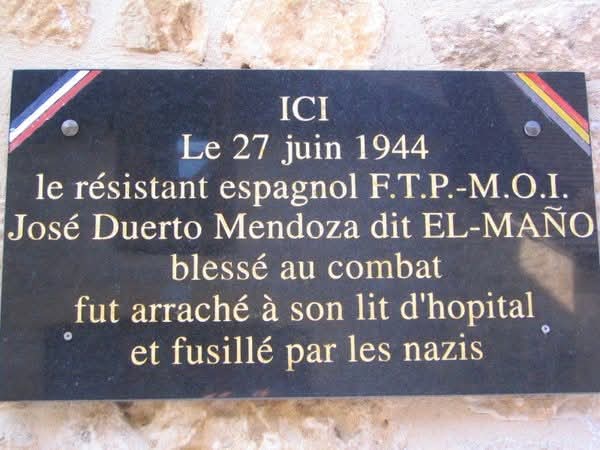 ICI
Le 27 juin 1944
le résistant espagnol F.T.P.-M.O.I.
José Duerto Mendoza dit EL-MAÑO
blessé au combat
fut arraché à son lit d'hopital
et fusillé par les nazis